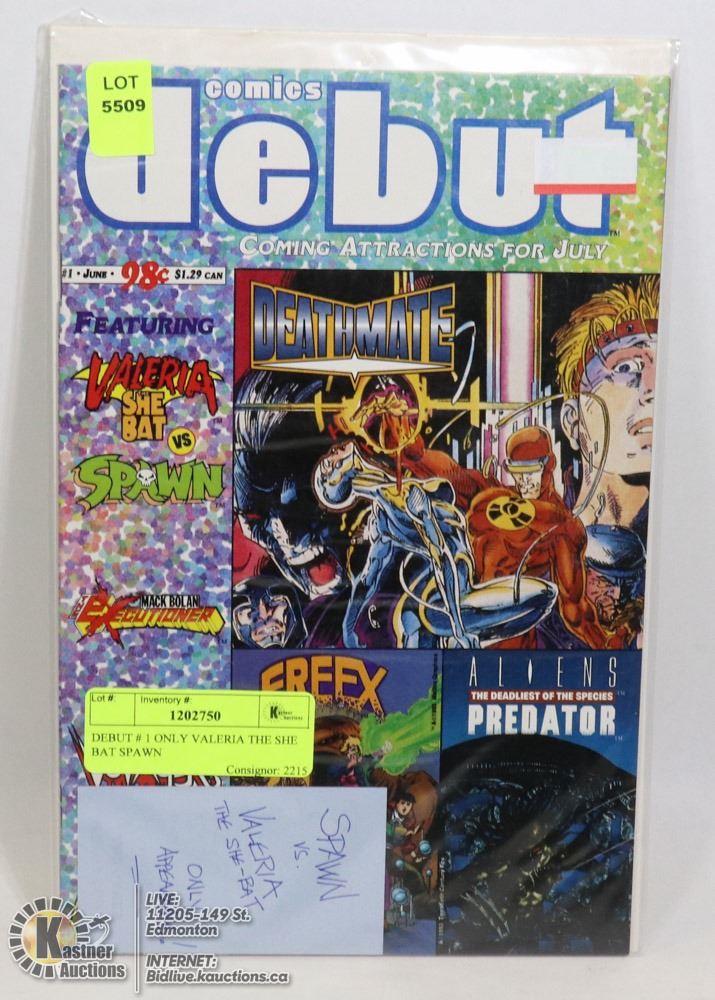 LOT
5509
comics
debut
COMING ATTRACTIONS FOR JULY
#1 • JUNE • 98¢ $1.29 CAN
FEATURING
VALERIA
SHE
BAT
VS
SPAWN
MACK BOLAN
EXECUTIONER
DEATHMATE
FREEX
ALIENS
THE DEADLIEST OF THE SPECIES
PREDATOR
Lot #: Inventory #:
1202750
Kastner
Auctions
DEBUT # 1 ONLY VALERIA THE SHE
BAT SPAWN
Consignor: 2215
SPAWN
VS.
VALERIA
THE SHE-BAT
ONLY
Kastner
Auctions
LIVE:
11205-149 St.
Edmonton
INTERNET:
Bidlive.kauctions.ca